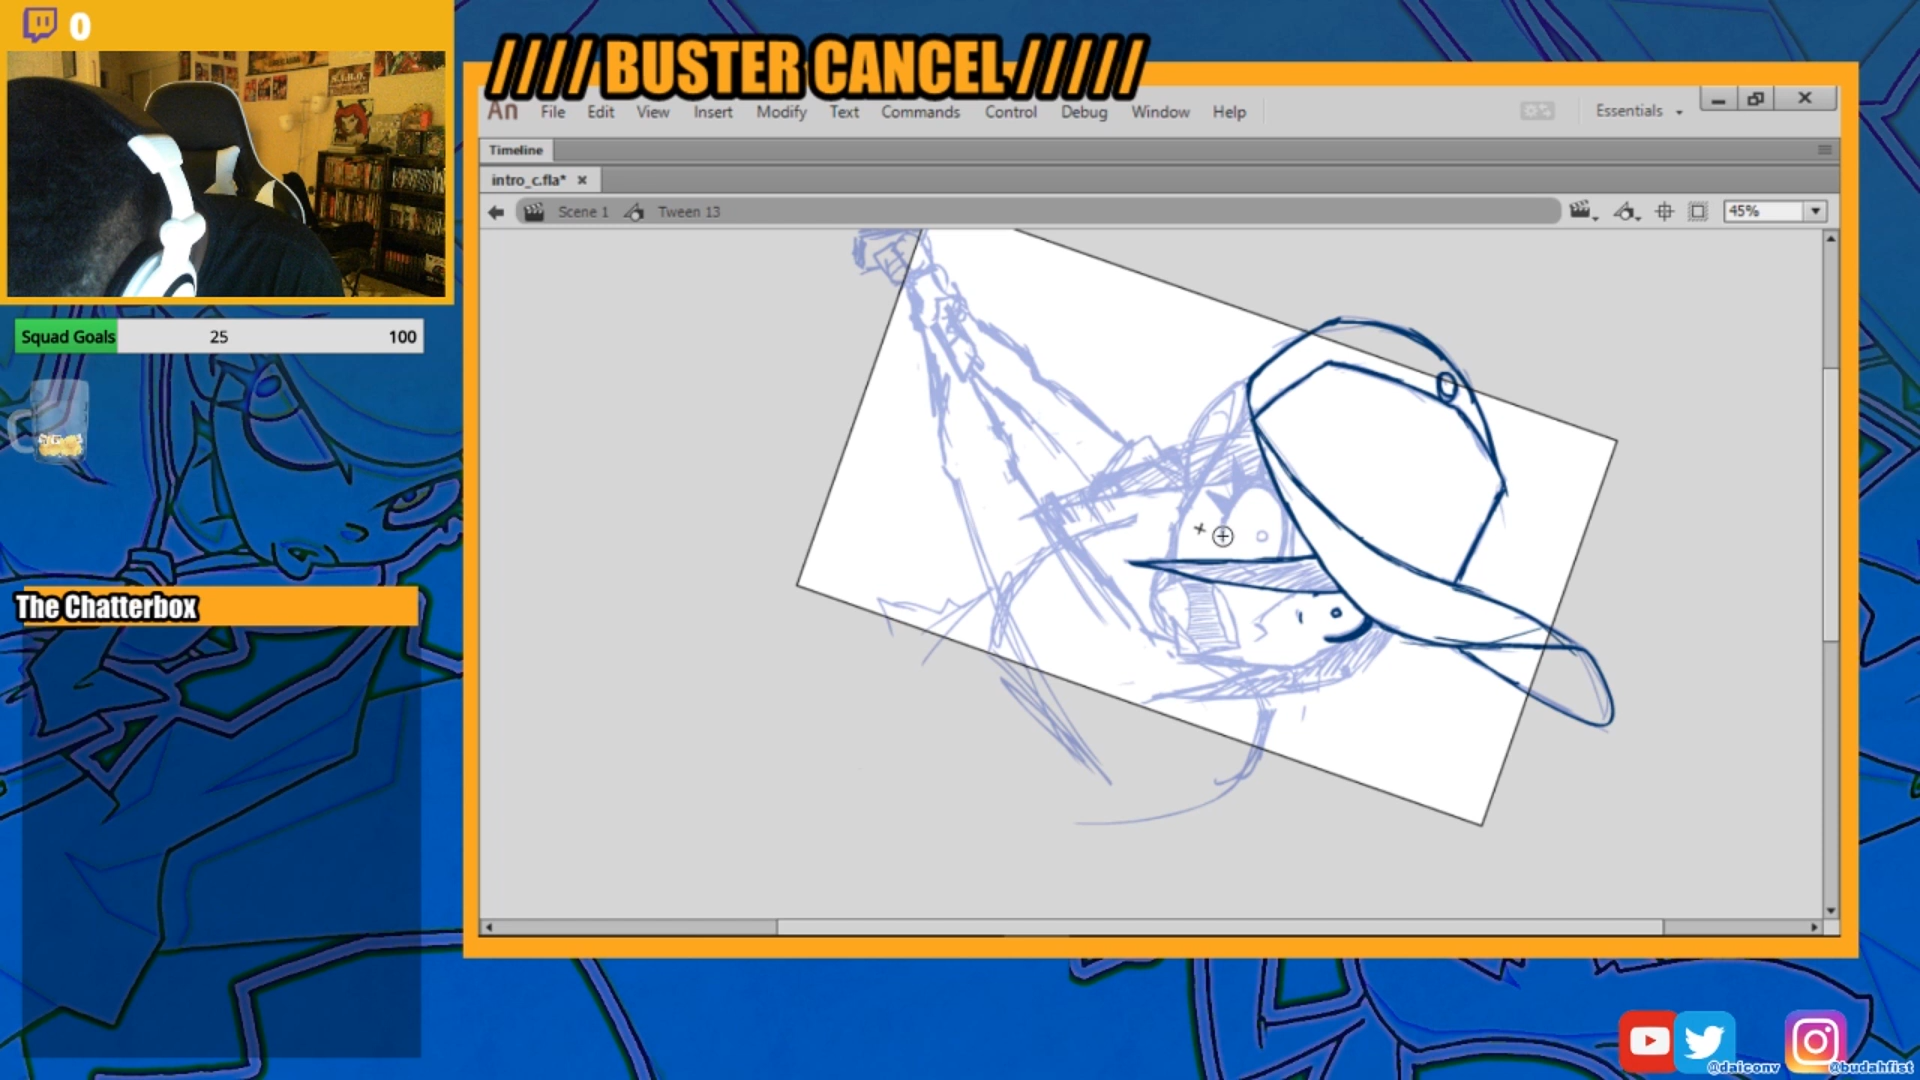 0
//// BUSTER CANCEL /////
An File Edit View Insert Modify Text Commands Control Debug Window Help Essentials
Timeline
intro_c.fla*
Scene 1 Tween 13 45%
Squad Goals 25 100
The Chatterbox
@daiconv @budahfist